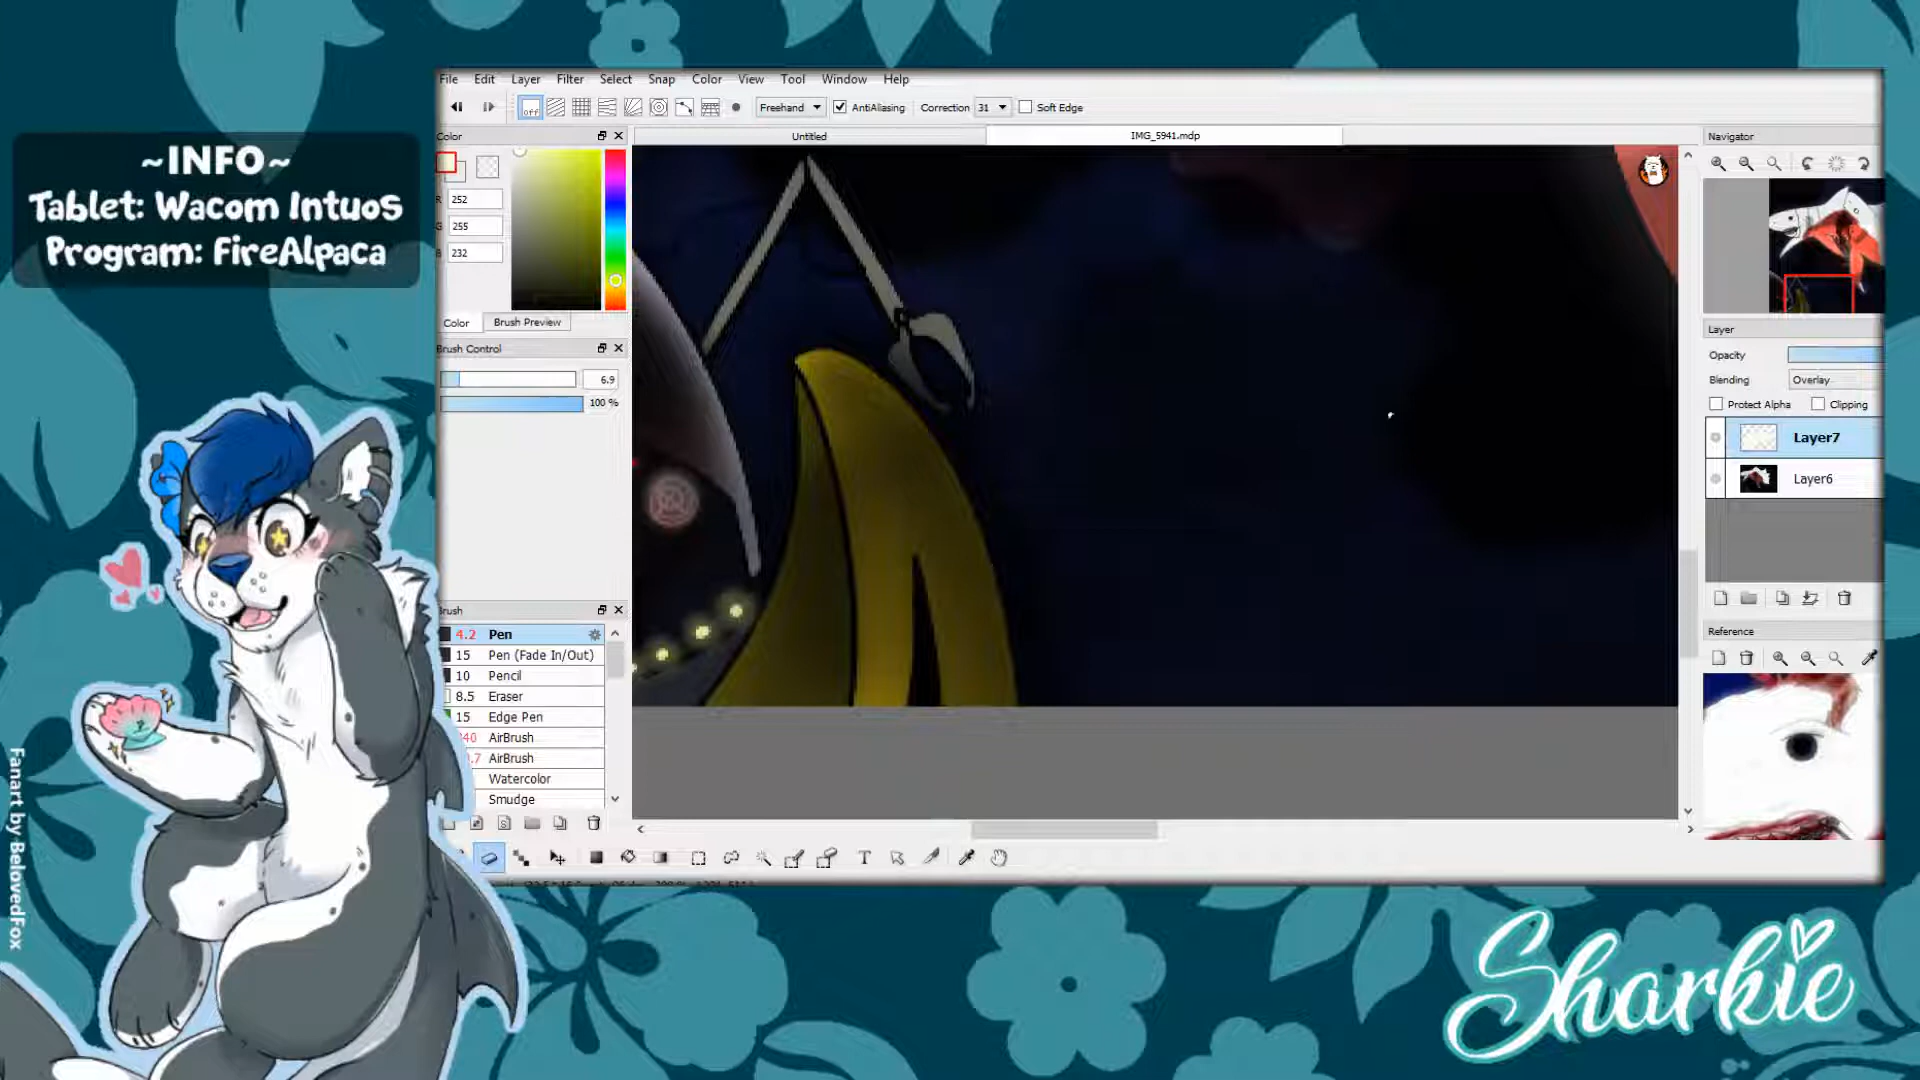 ~INFO~
Tablet: Wacom Intuos
Program: FireAlpaca
File Edit Layer Filter Select Snap Color View Tool Window Help
off Freehand AntiAliasing Correction 31 Soft Edge
Color
Untitled
IMG_5941.mdp
Navigator
R 252
G 255
B 232
Color Brush Preview
Brush Control
6.9
100 %
Brush
4.2 Pen
15 Pen (Fade In/Out)
10 Pencil
8.5 Eraser
15 Edge Pen
AirBrush
AirBrush
Watercolor
Smudge
Layer
Opacity
Blending Overlay
Protect Alpha Clipping
Layer7
Layer6
Reference
Fanart by BelovedFox
Sharkie